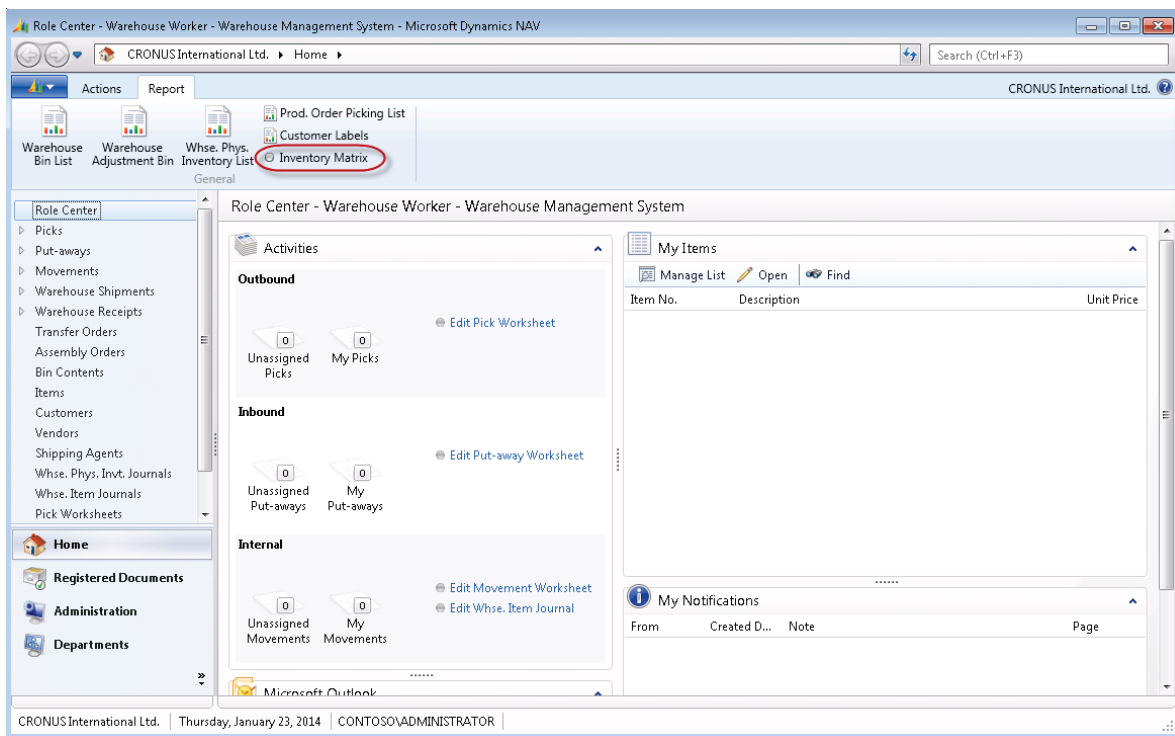 Role Center - Warehouse Worker - Warehouse Management System - Microsoft Dynamics NAV
CRONUS International Ltd. ▸ Home ▸
Search (Ctrl+F3)
Actions Report
CRONUS International Ltd.
Warehouse Bin List
Warehouse Adjustment Bin
Whse. Phys. Inventory List
Prod. Order Picking List
Customer Labels
Inventory Matrix
General
Role Center
Picks
Put-aways
Movements
Warehouse Shipments
Warehouse Receipts
Transfer Orders
Assembly Orders
Bin Contents
Items
Customers
Vendors
Shipping Agents
Whse. Phys. Invt. Journals
Whse. Item Journals
Pick Worksheets
Home
Registered Documents
Administration
Departments
Role Center - Warehouse Worker - Warehouse Management System
Activities
Outbound
0 0
Unassigned Picks
My Picks
Edit Pick Worksheet
Inbound
0 0
Unassigned Put-aways
My Put-aways
Edit Put-away Worksheet
Internal
0 0
Unassigned Movements
My Movements
Edit Movement Worksheet
Edit Whse. Item Journal
Microsoft Outlook
My Items
Manage List Open Find
Item No. Description Unit Price
My Notifications
From Created D... Note Page
CRONUS International Ltd. Thursday, January 23, 2014 CONTOSO\ADMINISTRATOR